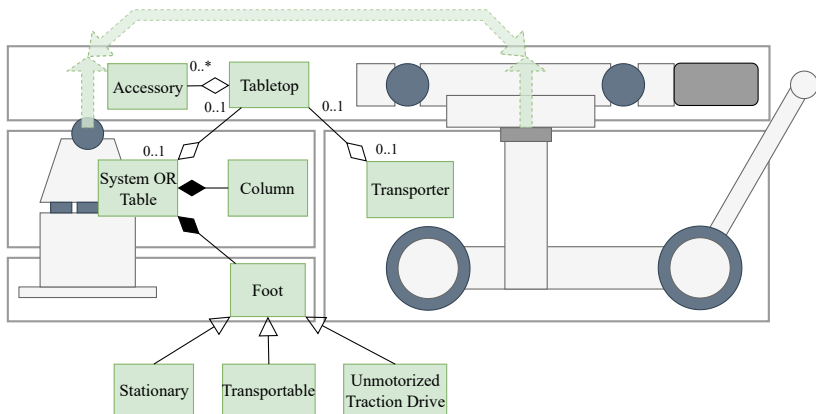 0..*
Accessory
Tabletop
0..1
0..1
0..1
0..1
System OR
Table
Column
Transporter
Foot
Stationary
Transportable
Unmotorized
Traction Drive